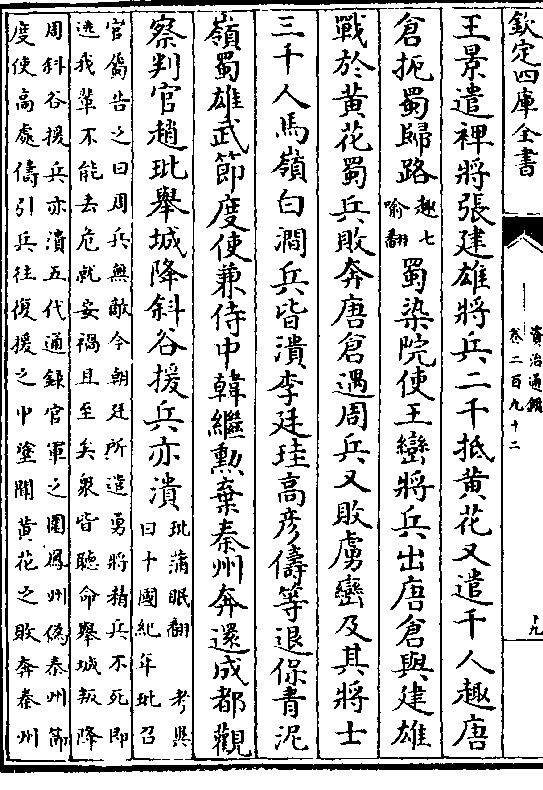 欽定四庫全書
資治通鑑
卷二百九十二
十九
王景遣裨將張建雄將兵二千抵黄花又遣千人趣唐
倉扼蜀歸路趣七
喻翻蜀染院使王巒將兵出唐倉與建雄
戰於黄花蜀兵敗奔唐倉遇周兵又敗虜巒及其將士
三千人馬嶺白澗兵皆潰李廷珪高彦儔等退保青泥
嶺蜀雄武節度使兼侍中韓繼勲棄秦州奔還成都觀
察判官趙玭舉城降斜谷援兵亦潰玭蒲眠翻 考異
曰十國紀年玭召
官屬告之曰周兵無敵今朝廷所遣勇將精兵不死即
逃我輩不能去危就安禍且至矣衆皆聽命舉城叛降
周斜谷援兵亦潰五代通録官軍之圍鳳州僞秦州節
度使高處儔引兵往復援之中塗聞黄花之敗奔秦州